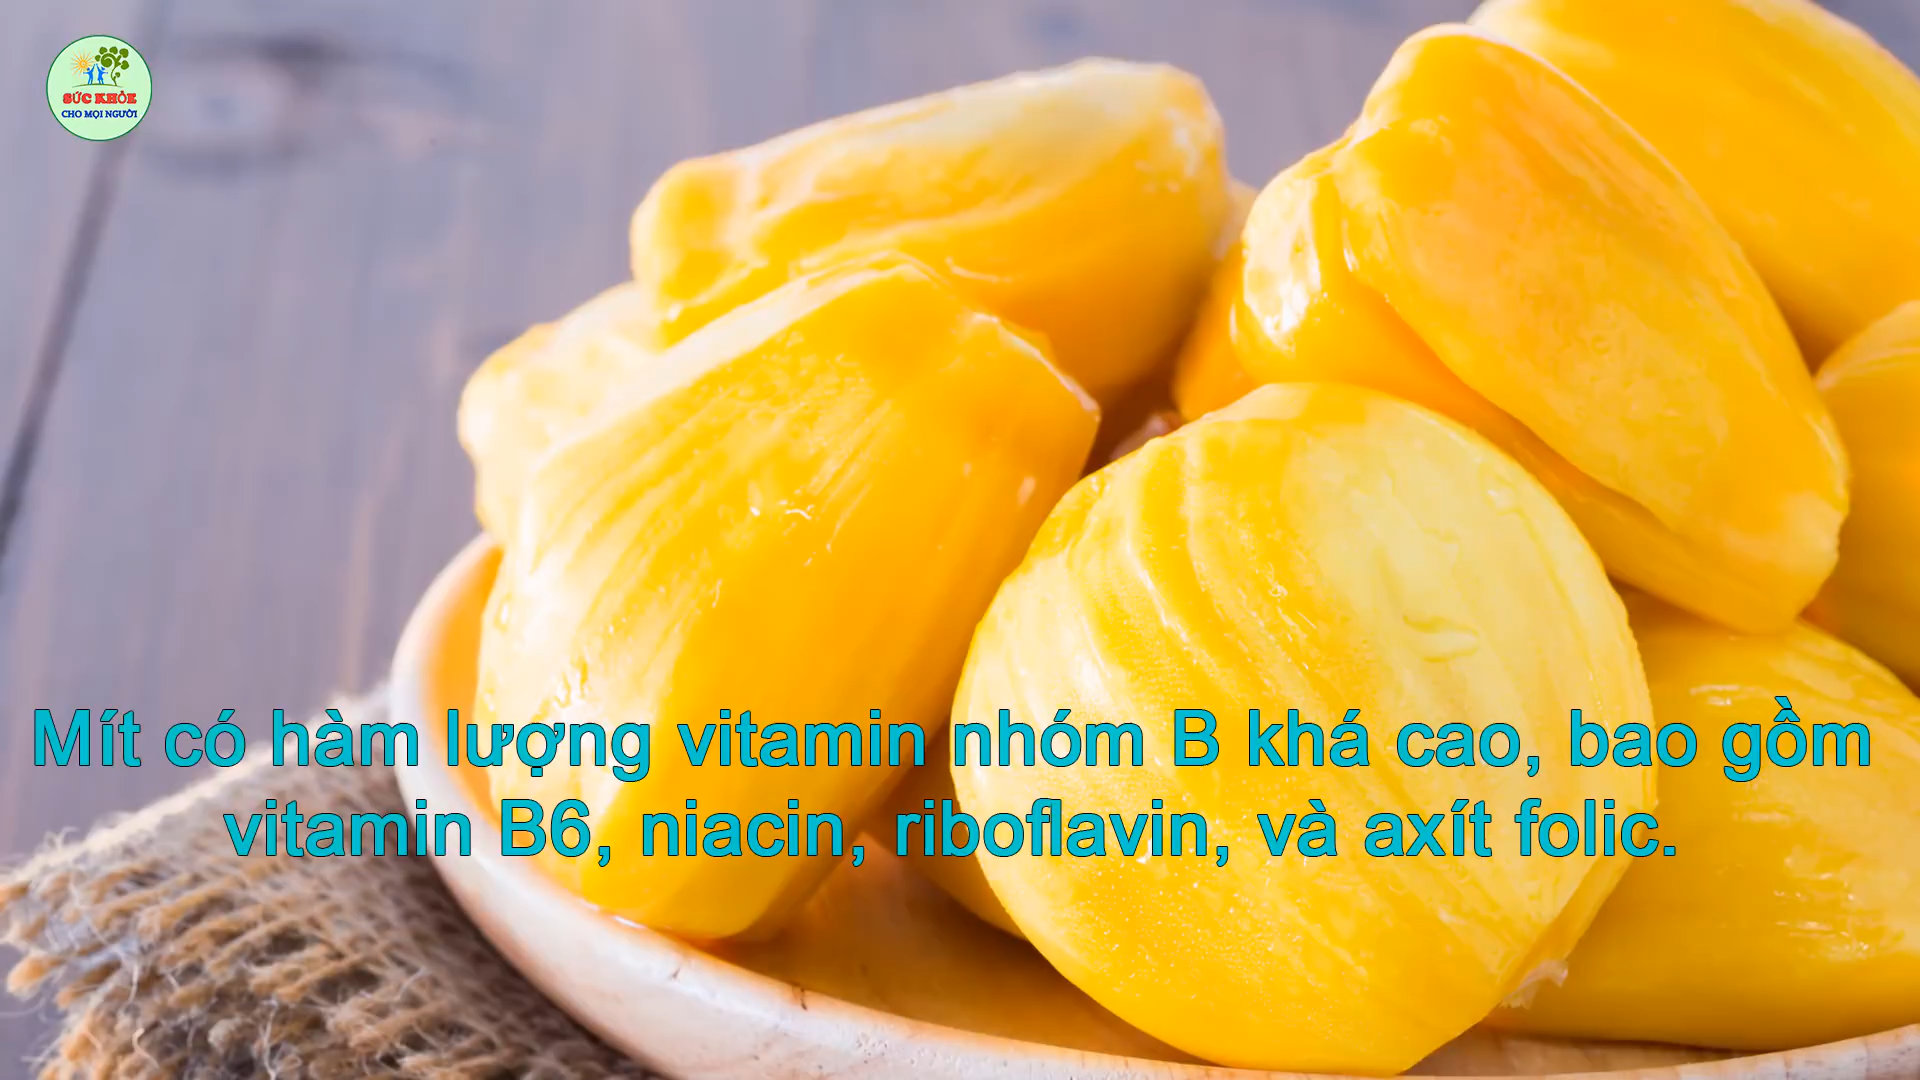 SỨC KHỎE
CHO MỌI NGƯỜI
Mít có hàm lượng vitamin nhóm B khá cao, bao gồm
vitamin B6, niacin, riboflavin, và axít folic.